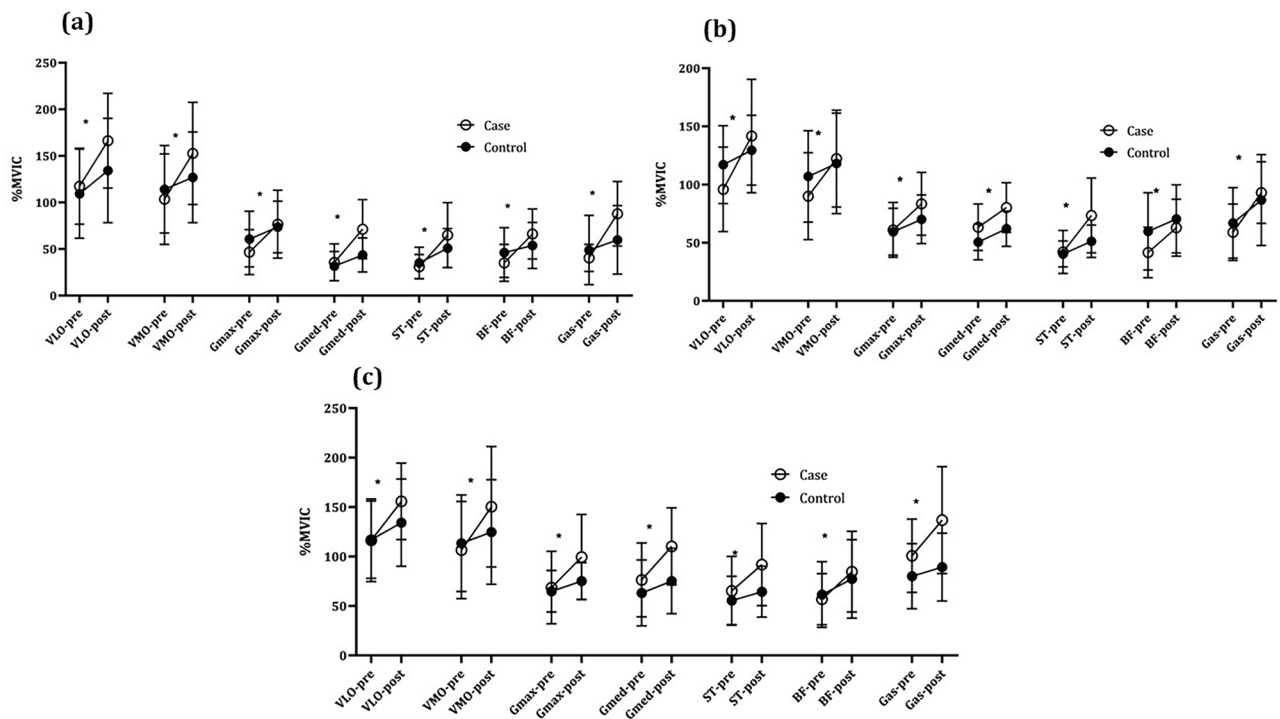 (a)
250
200
150
100
50
0
%MVIC
*
*
*
*
*
*
*
Case
Control
VLO-pre
VLO-post
VMO-pre
VMO-post
Gmax-pre
Gmax-post
Gmed-pre
Gmed-post
ST-pre
ST-post
BF-pre
BF-post
Gas-pre
Gas-post
(b)
200
150
100
50
0
%MVIC
*
*
*
*
*
*
*
Case
Control
VLO-pre
VLO-post
VMO-pre
VMO-post
Gmax-pre
Gmax-post
Gmed-pre
Gmed-post
ST-pre
ST-post
BF-pre
BF-post
Gas-pre
Gas-post
(c)
250
200
150
100
50
0
%MVIC
*
*
*
*
*
*
*
Case
Control
VLO-pre
VLO-post
VMO-pre
VMO-post
Gmax-pre
Gmax-post
Gmed-pre
Gmed-post
ST-pre
ST-post
BF-pre
BF-post
Gas-pre
Gas-post